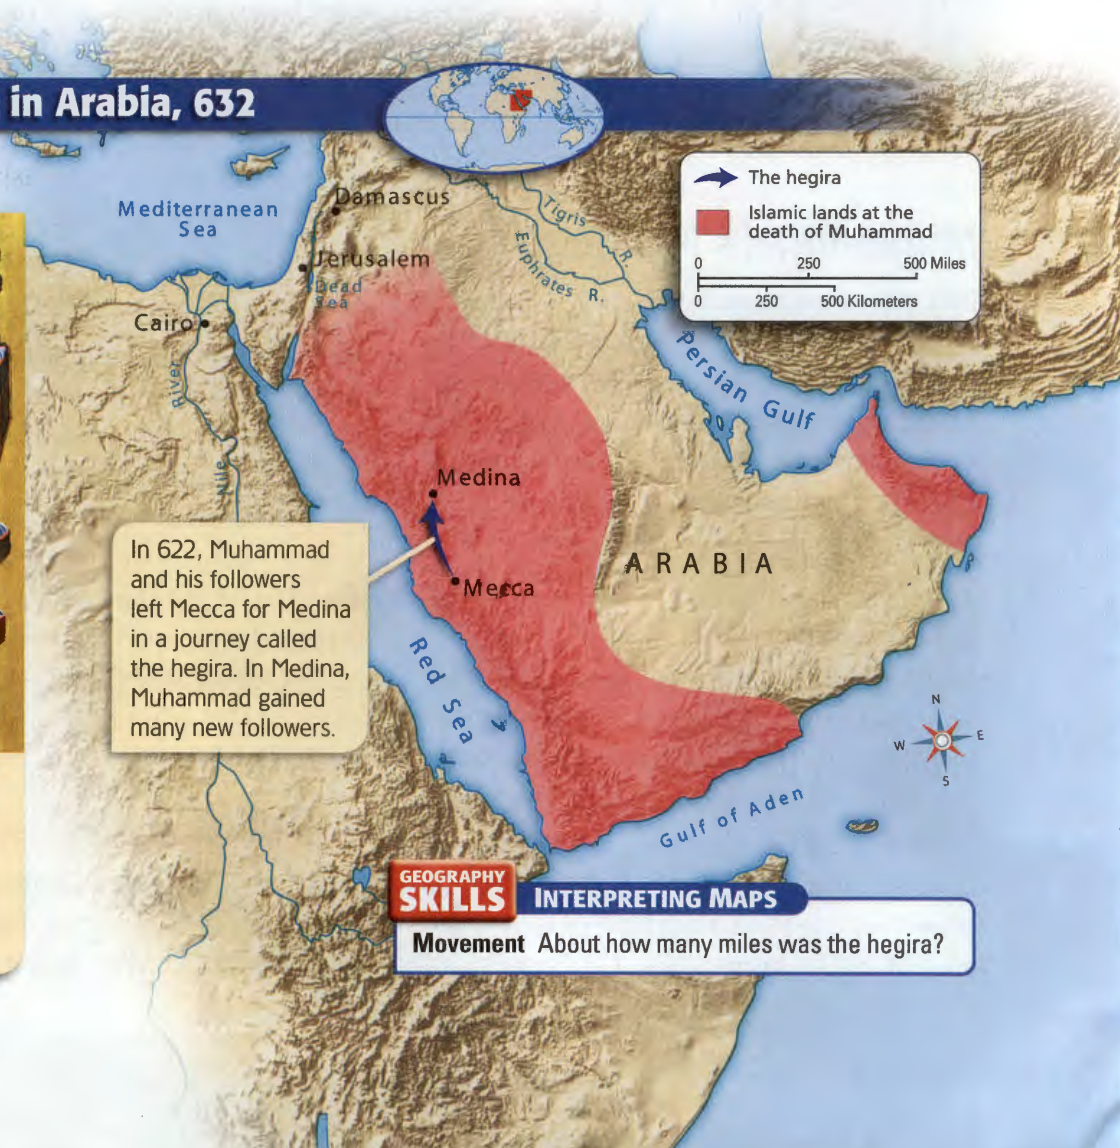 in Arabia, 632
The hegira
Islamic lands at the
death of Muhammad
0 250 500 Miles
0 250 500 Kilometers
Mediterranean
Sea
Damascus
Jerusalem
Dead
Sea
Cairo
River
Nile
Tigris
R.
Euphrates R.
Persian Gulf
Medina
Mecca
ARABIA
Red Sea
Gulf of Aden
In 622, Muhammad
and his followers
left Mecca for Medina
in a journey called
the hegira. In Medina,
Muhammad gained
many new followers.
N
W
E
S
GEOGRAPHY
SKILLS
INTERPRETING MAPS
Movement About how many miles was the hegira?